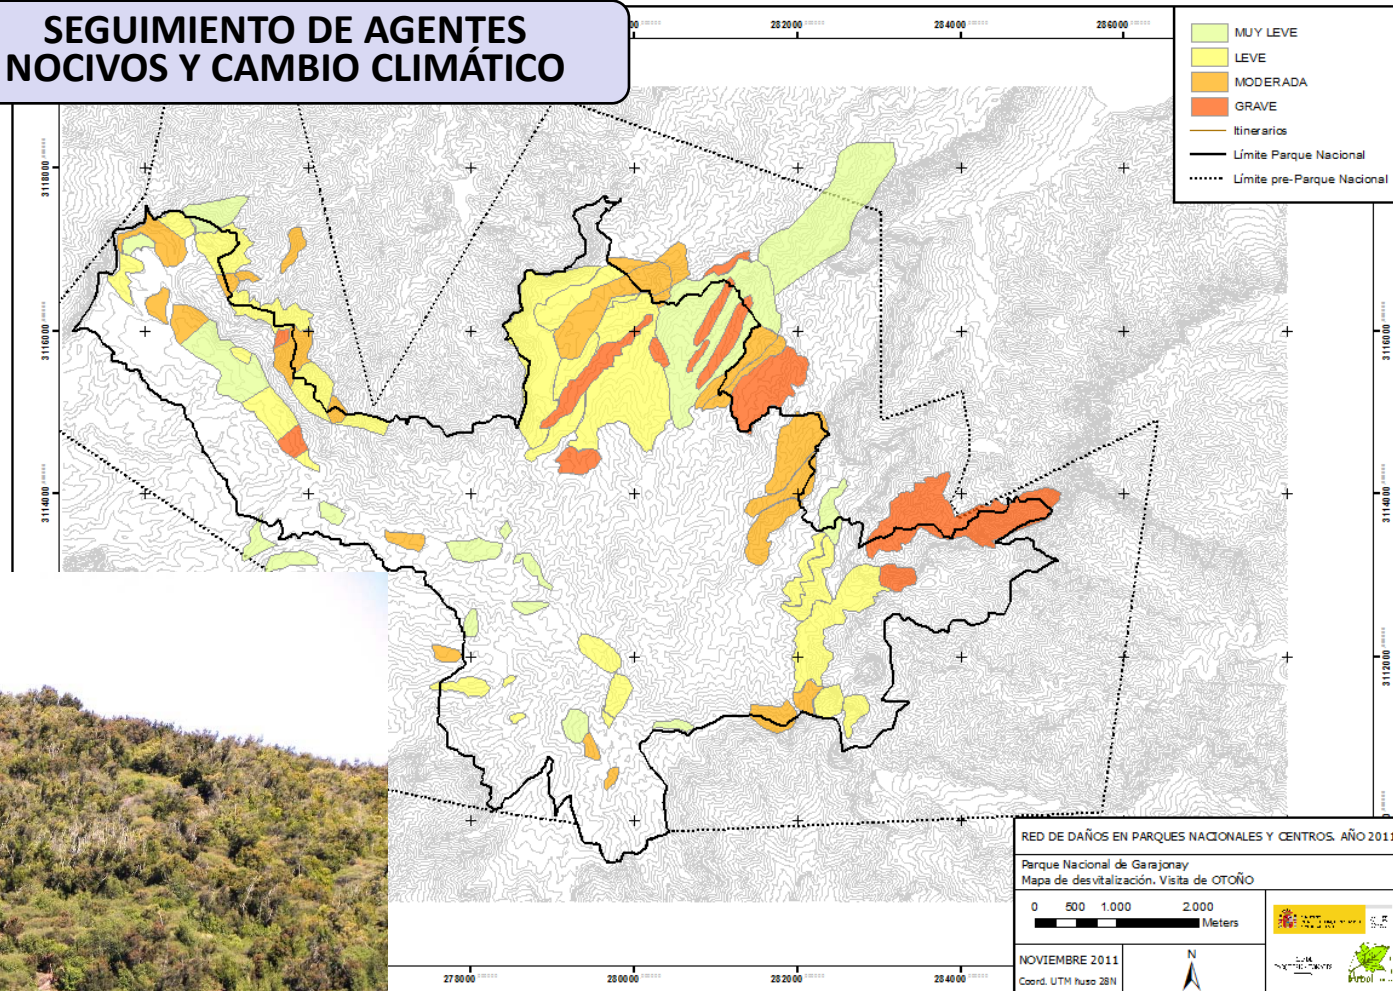 SEGUIMIENTO DE AGENTES
NOCIVOS Y CAMBIO CLIMÁTICO
282000
284000
286000
MUY LEVE
LEVE
MODERADA
GRAVE
Itinerarios
Límite Parque Nacional
Límite pre-Parque Nacional
3118000
3116000
3114000
3116000
3114000
3112000
278000
280000
282000
284000
RED DE DAÑOS EN PARQUES NACIONALES Y CENTROS. AÑO 2011
Parque Nacional de Garajonay
Mapa de desvitalización. Visita de OTOÑO
0 500 1.000 2.000
Meters
NOVIEMBRE 2011
Coord. UTM huso 28N
N